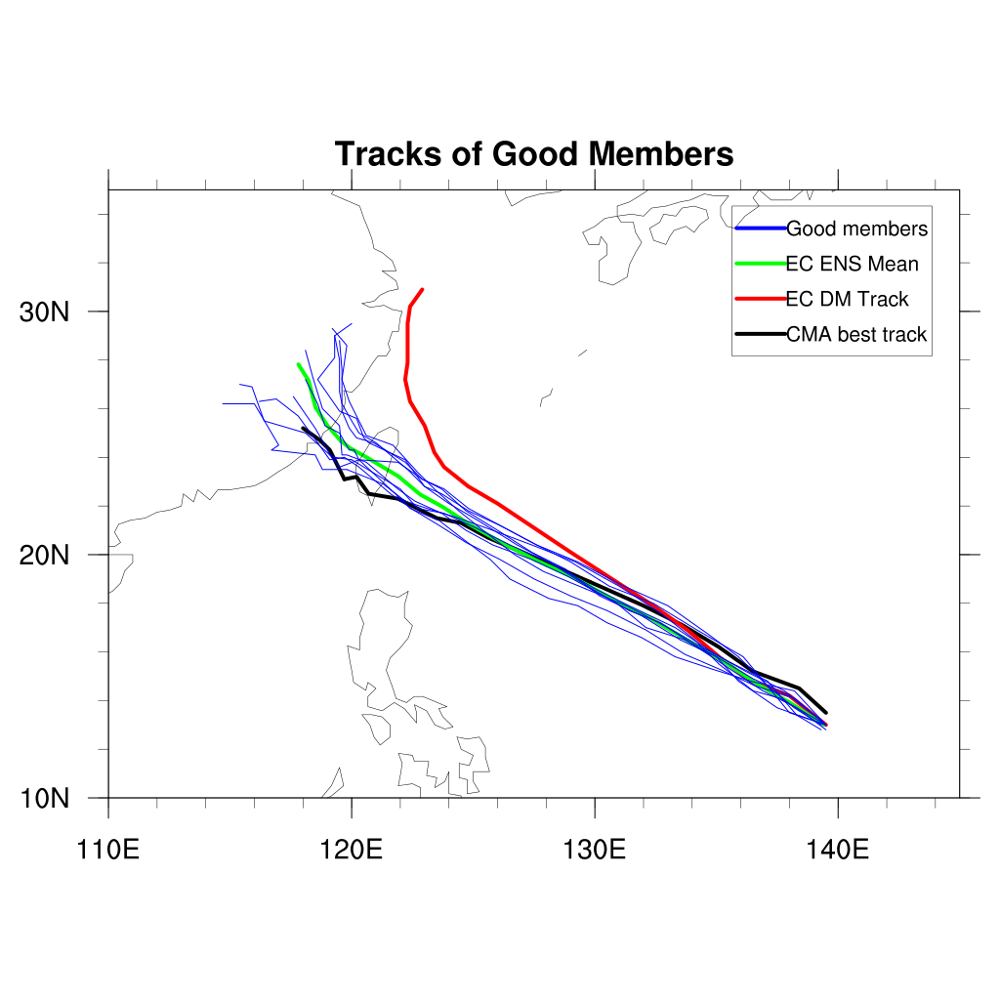 Tracks of Good Members
Good members
EC ENS Mean
EC DM Track
CMA best track
30N
20N
10N
110E 120E 130E 140E